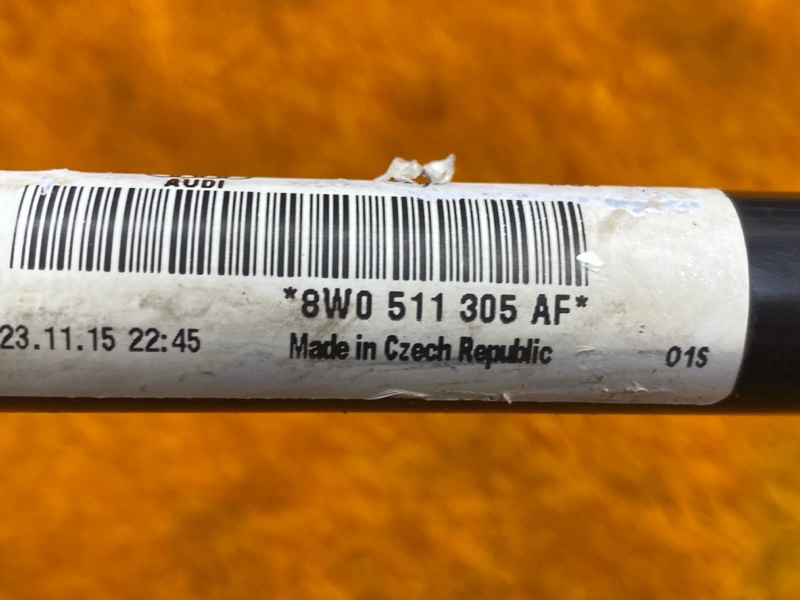 AUDI
*8W0 511 305 AF*
23.11.15 22:45
Made in Czech Republic
015